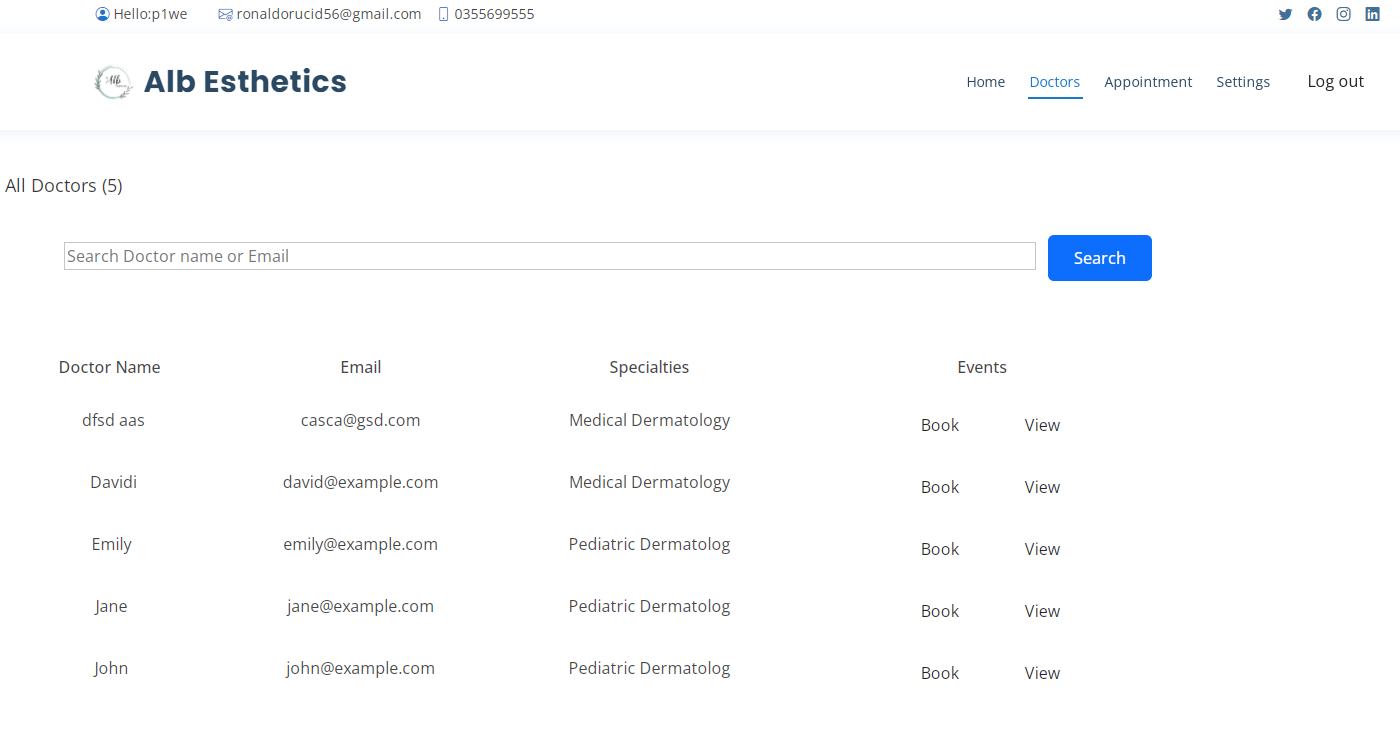 Hello:p1we ronaldorucid56@gmail.com 0355699555
Alb Alb Esthetics Home Doctors Appointment Settings Log out
All Doctors (5)
Search Doctor name or Email Search
Doctor Name Email Specialties Events
dfsd aas casca@gsd.com Medical Dermatology Book View
Davidi david@example.com Medical Dermatology Book View
Emily emily@example.com Pediatric Dermatolog Book View
Jane jane@example.com Pediatric Dermatolog Book View
John john@example.com Pediatric Dermatolog Book View